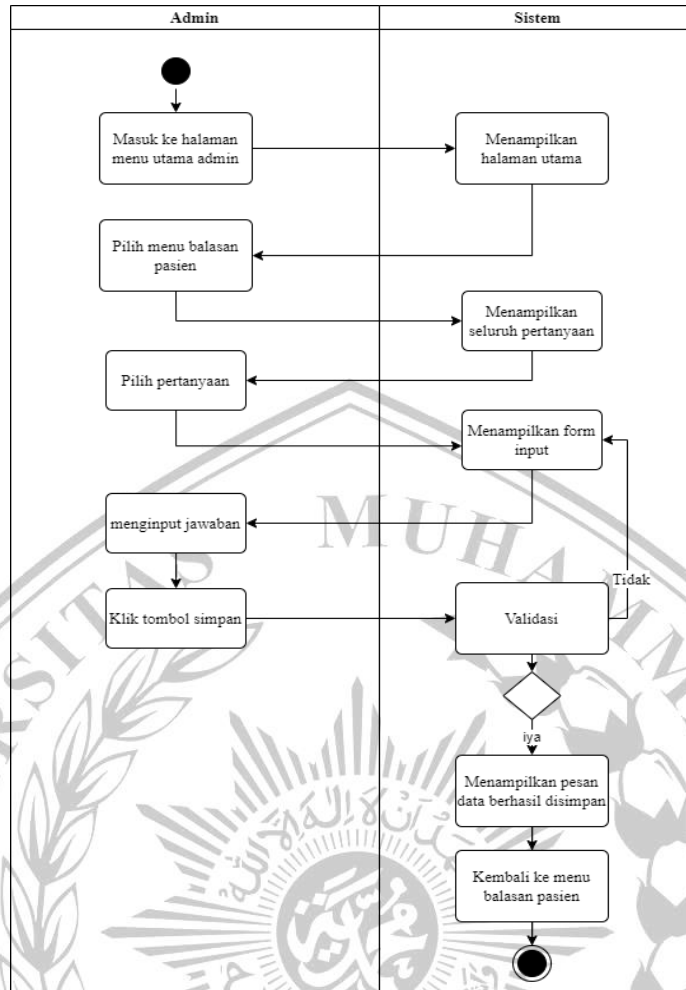 Admin
Sistem
Masuk ke halaman
menu utama admin
Menampilkan
halaman utama
Pilih menu balasan
pasien
Menampilkan
seluruh pertanyaan
Pilih pertanyaan
Menampilkan form
input
menginput jawaban
Klik tombol simpan
Validasi
Tidak
iya
Menampilkan pesan
data berhasil disimpan
Kembali ke menu
balasan pasien
RSITAS MUHAMM